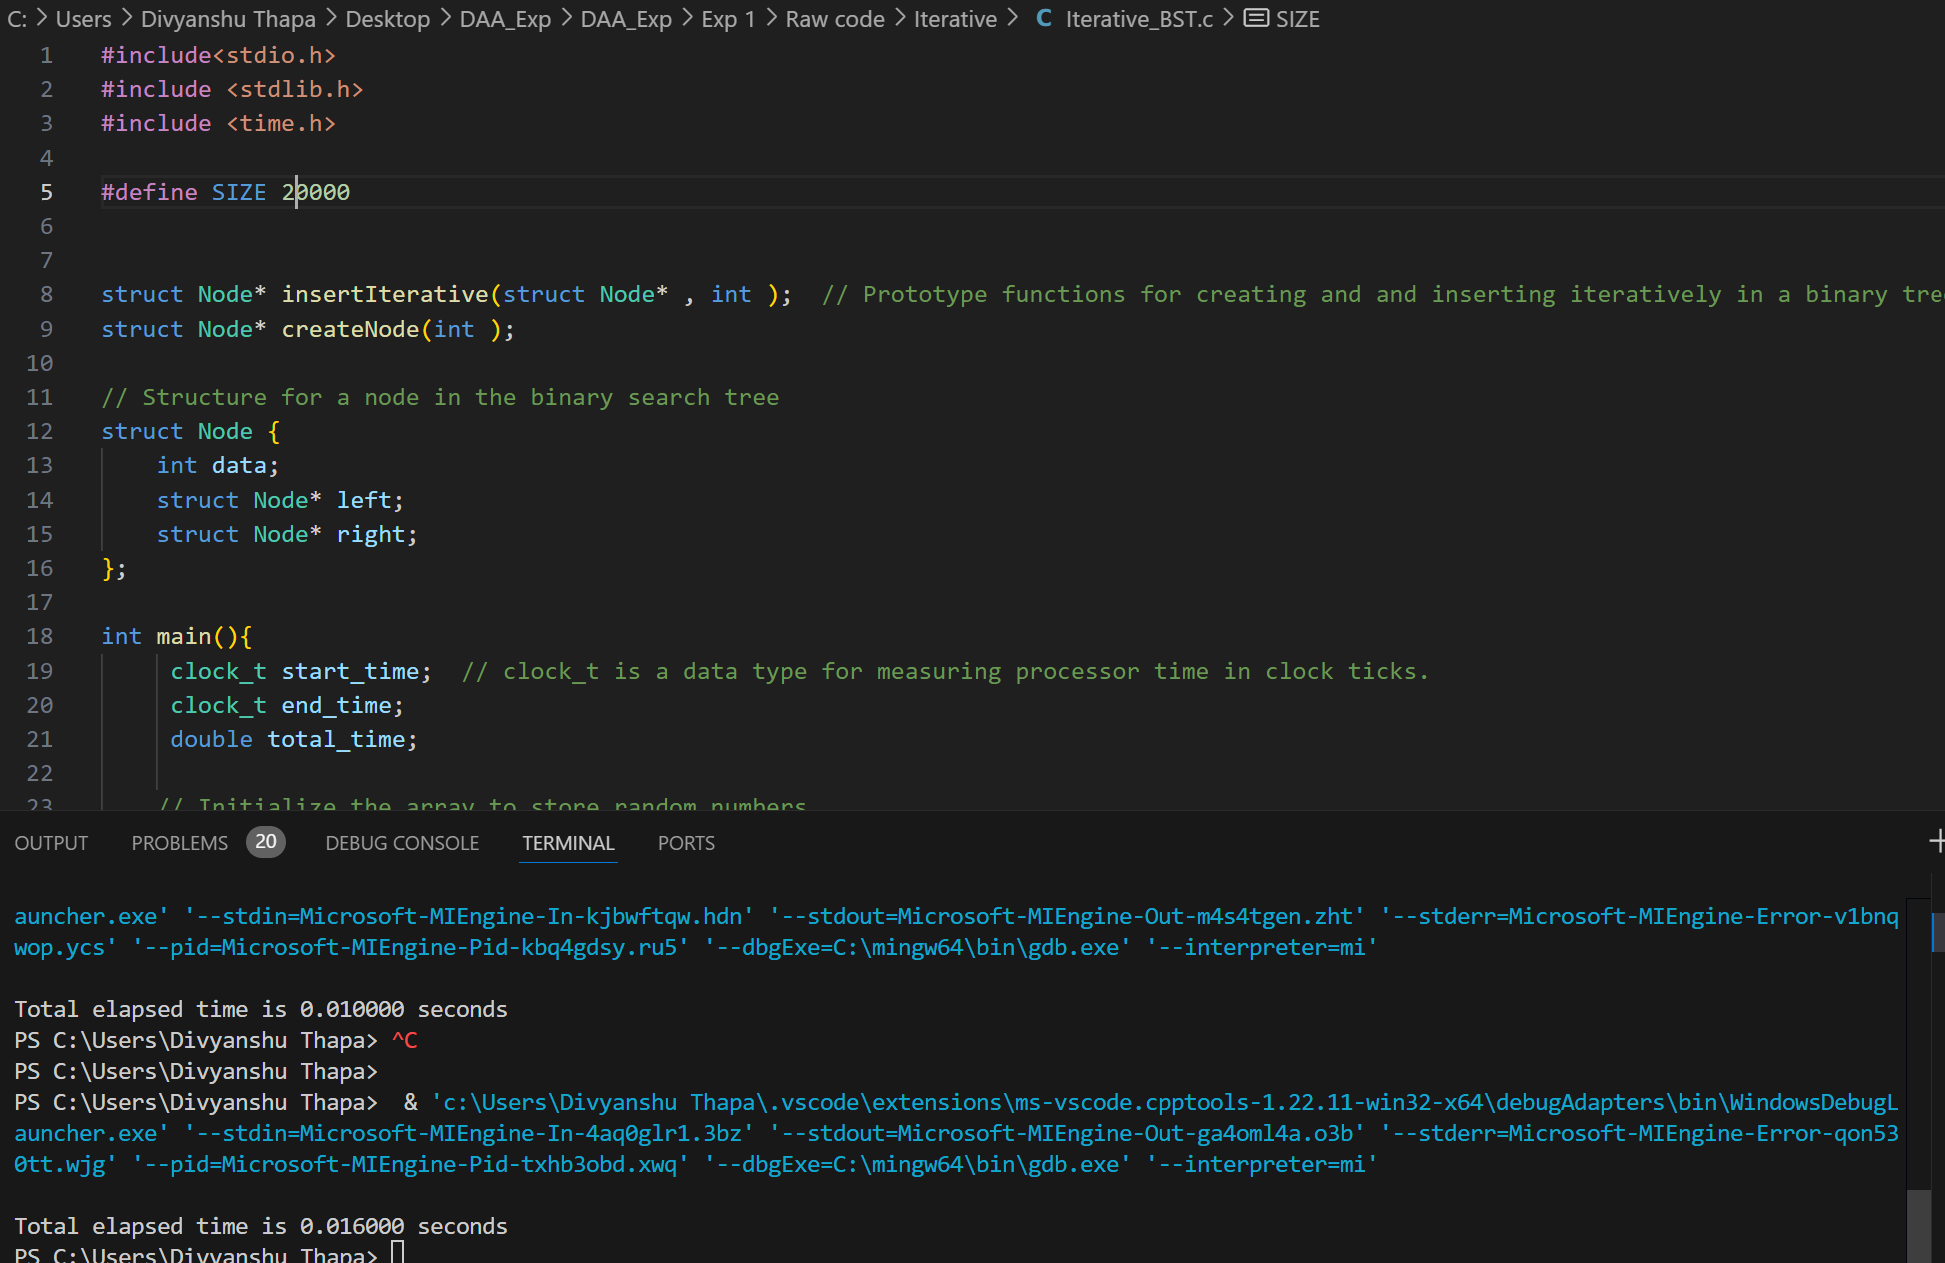 C: > Users > Divyanshu Thapa > Desktop > DAA_Exp > DAA_Exp > Exp 1 > Raw code > Iterative > C Iterative_BST.c > SIZE
1 #include<stdio.h>
2 #include <stdlib.h>
3 #include <time.h>
4
5 #define SIZE 20000
6
7
8 struct Node* insertIterative(struct Node* , int ); // Prototype functions for creating and and inserting iteratively in a binary tre
9 struct Node* createNode(int );
10
11 // Structure for a node in the binary search tree
12 struct Node {
13 int data;
14 struct Node* left;
15 struct Node* right;
16 };
17
18 int main(){
19 clock_t start_time; // clock_t is a data type for measuring processor time in clock ticks.
20 clock_t end_time;
21 double total_time;
22
23 // Initialize the array to store random numbers
OUTPUT PROBLEMS 20 DEBUG CONSOLE TERMINAL PORTS +
auncher.exe' '--stdin=Microsoft-MIEngine-In-kjbwftqw.hdn' '--stdout=Microsoft-MIEngine-Out-m4s4tgen.zht' '--stderr=Microsoft-MIEngine-Error-v1bnq
wop.ycs' '--pid=Microsoft-MIEngine-Pid-kbq4gdsy.ru5' '--dbgExe=C:\mingw64\bin\gdb.exe' '--interpreter=mi'
Total elapsed time is 0.010000 seconds
PS C:\Users\Divyanshu Thapa> ^C
PS C:\Users\Divyanshu Thapa>
PS C:\Users\Divyanshu Thapa>  & 'c:\Users\Divyanshu Thapa\.vscode\extensions\ms-vscode.cpptools-1.22.11-win32-x64\debugAdapters\bin\WindowsDebugL
auncher.exe' '--stdin=Microsoft-MIEngine-In-4aq0glr1.3bz' '--stdout=Microsoft-MIEngine-Out-ga4oml4a.o3b' '--stderr=Microsoft-MIEngine-Error-qon53
0tt.wjg' '--pid=Microsoft-MIEngine-Pid-txhb3obd.xwq' '--dbgExe=C:\mingw64\bin\gdb.exe' '--interpreter=mi'
Total elapsed time is 0.016000 seconds
PS C:\Users\Divyanshu Thapa>